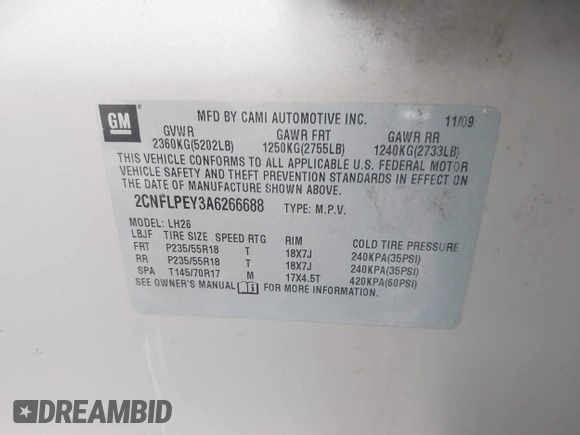 GM
MFD BY CAMI AUTOMOTIVE INC. 11/09
GVWR GAWR FRT GAWR RR
2360KG(5202LB) 1250KG(2755LB) 1240KG(2733LB)
THIS VEHICLE CONFORMS TO ALL APPLICABLE U.S. FEDERAL MOTOR
VEHICLE SAFETY AND THEFT PREVENTION STANDARDS IN EFFECT
ON THE DATE OF MANUFACTURE SHOWN ABOVE.
2CNFLPEY3A6266688 TYPE: M.P.V.
MODEL: LH26
LBJF TIRE SIZE SPEED RTG RIM COLD TIRE PRESSURE
FRT P235/55R18 T 18X7J 240KPA(35PSI)
RR P235/55R18 T 18X7J 240KPA(35PSI)
SPA T145/70R17 M 17X4.5T 420KPA(60PSI)
SEE OWNER'S MANUAL FOR MORE INFORMATION.
DREAMBID